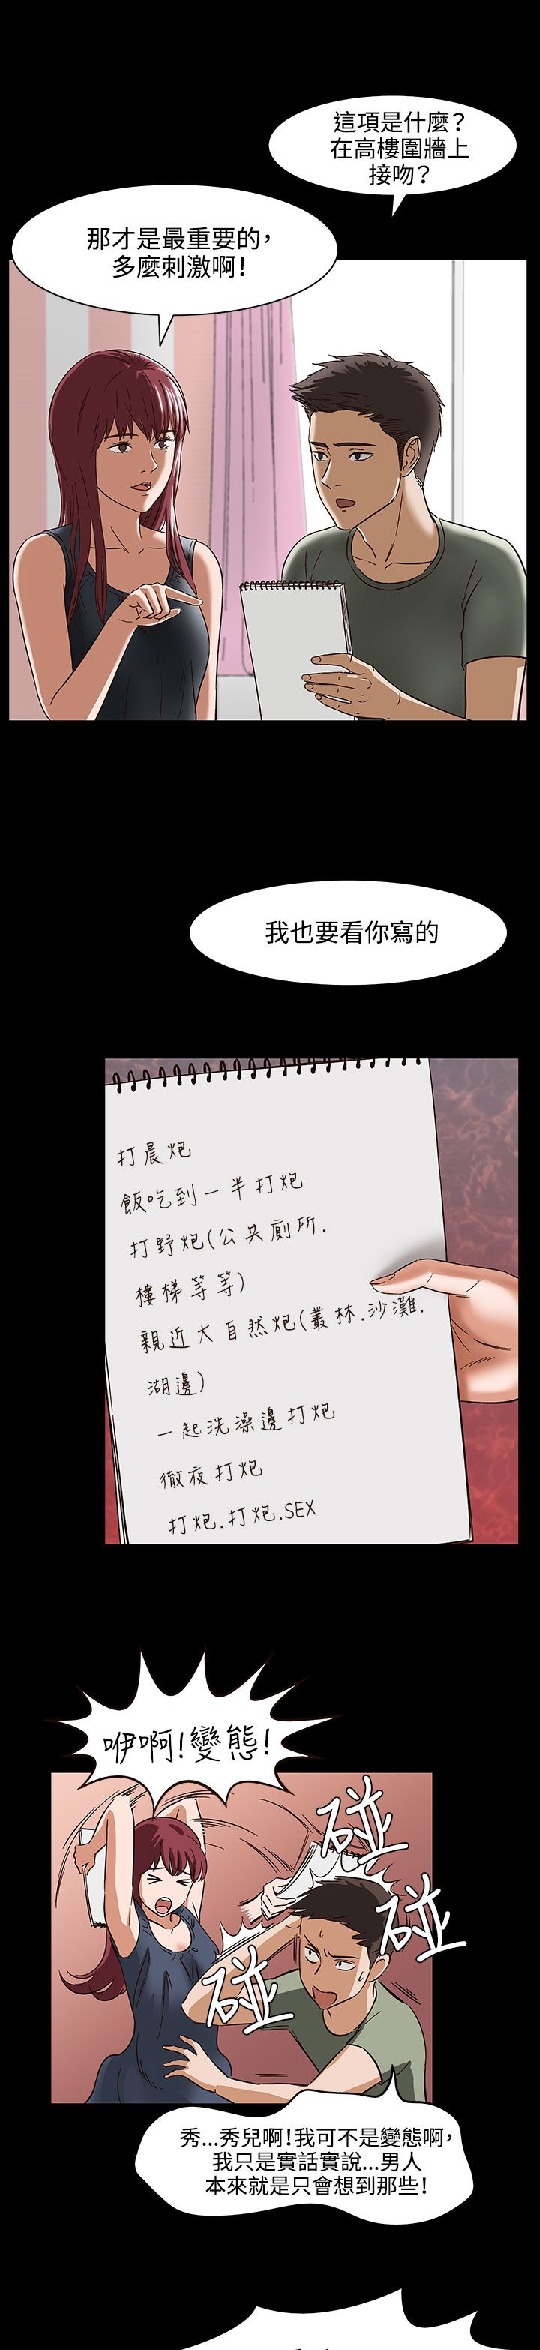 這項是什麼?
在高樓圍牆上
接吻?
那才是最重要的,
多麼刺激啊!
我也要看你寫的
打晨炮
飯吃到一半打炮
打野炮(公共廁所.
樓梯等等)
親近大自然炮(叢林.沙灘.
湖邊)
一起洗澡邊打炮
徹夜打炮
打炮.打炮.SEX
咿啊!變態!
碰
碰
碰
秀...秀兒啊!我可不是變態啊,
我只是實話實說...男人
本來就是只會想到那些!